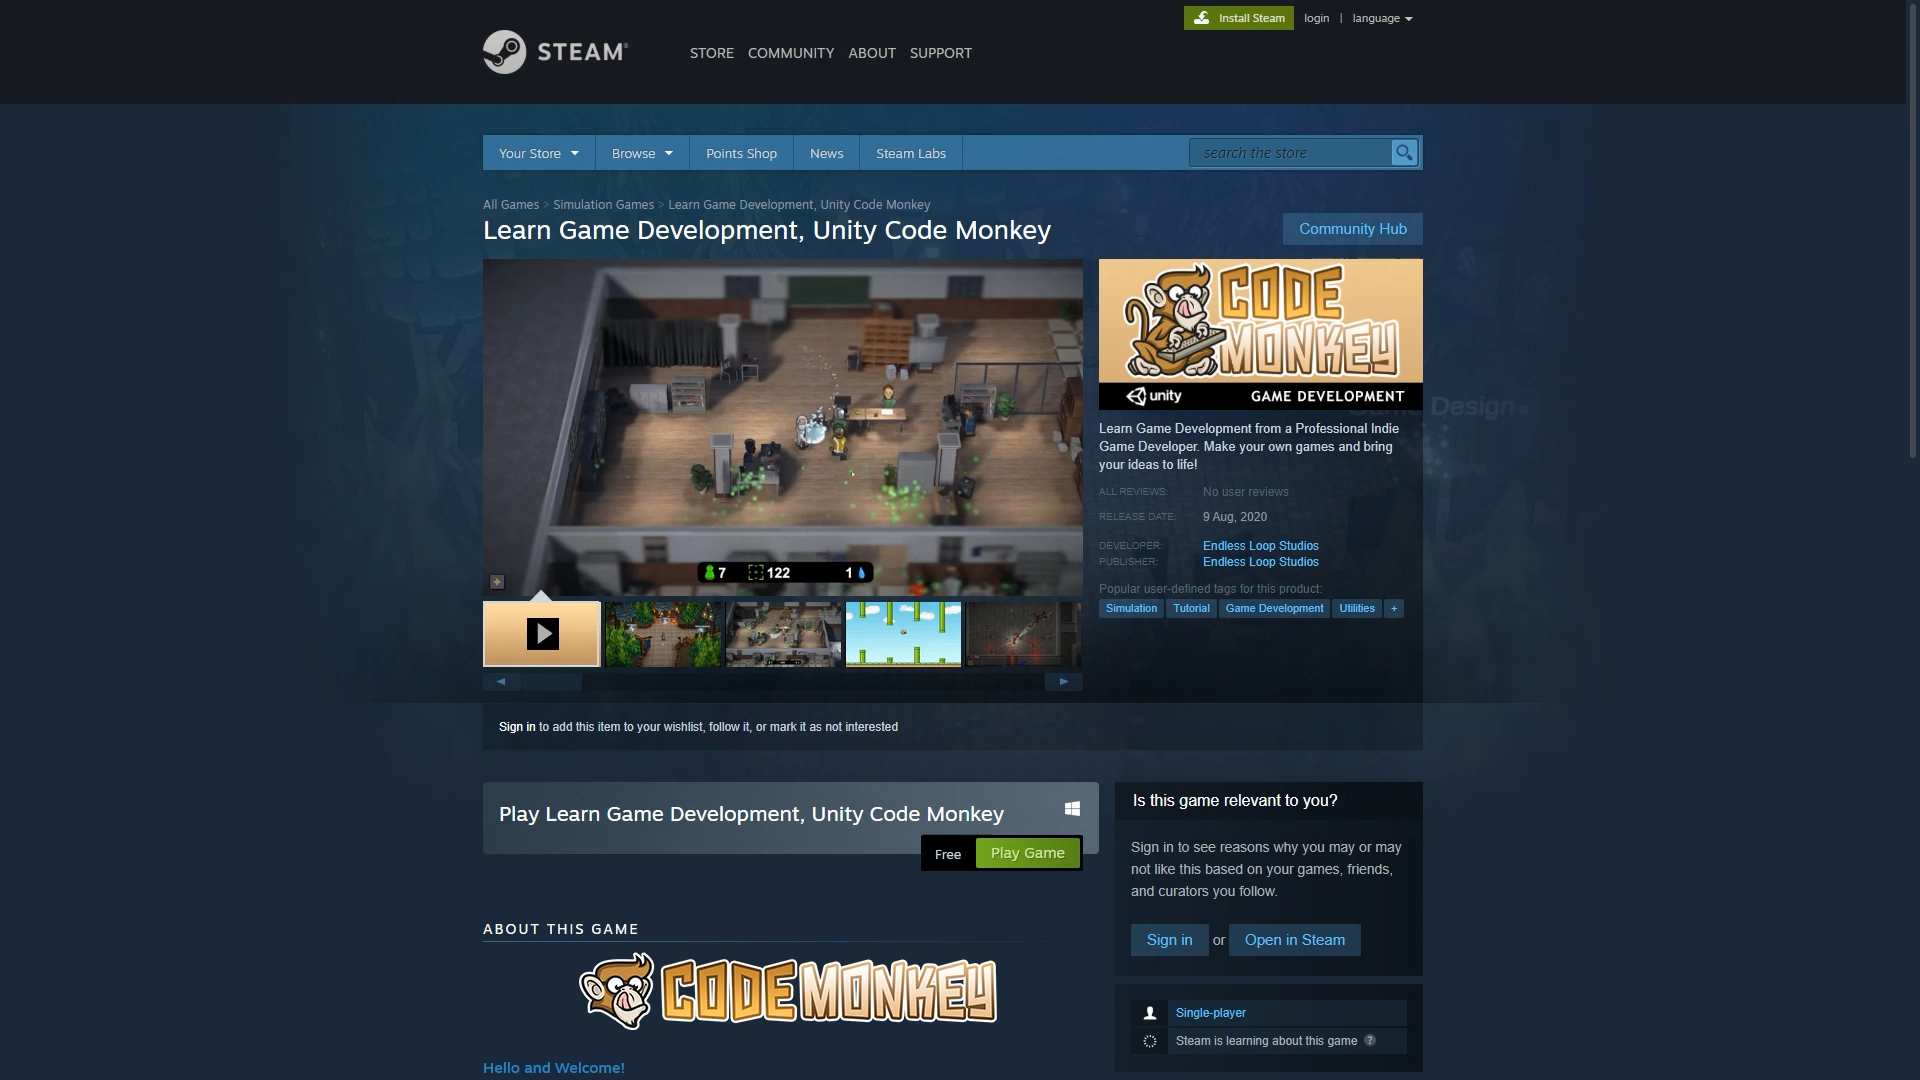 Install Steam login | language
STEAM®
STORE COMMUNITY ABOUT SUPPORT
Your Store Browse Points Shop News Steam Labs search the store
All Games > Simulation Games > Learn Game Development, Unity Code Monkey
Learn Game Development, Unity Code Monkey
Community Hub
7 122 1
CODE
MONKEY
unity GAME DEVELOPMENT
Game Design
Learn Game Development from a Professional Indie
Game Developer. Make your own games and bring
your ideas to life!
ALL REVIEWS: No user reviews
RELEASE DATE: 9 Aug, 2020
DEVELOPER: Endless Loop Studios
PUBLISHER: Endless Loop Studios
Popular user-defined tags for this product:
Simulation Tutorial Game Development Utilities +
Sign in to add this item to your wishlist, follow it, or mark it as not interested
Play Learn Game Development, Unity Code Monkey
Free Play Game
Is this game relevant to you?
Sign in to see reasons why you may or may
not like this based on your games, friends,
and curators you follow.
Sign in or Open in Steam
ABOUT THIS GAME
CODE MONKEY
Hello and Welcome!
Single-player
Steam is learning about this game ?